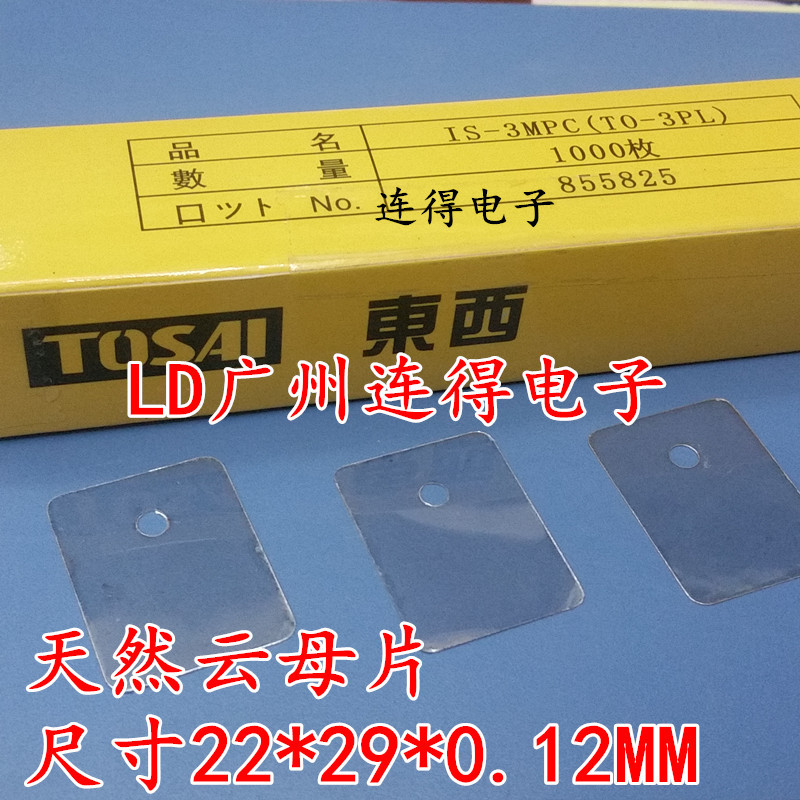 品 名 IS-3MPC(TO-3PL)
數 量 1000枚
ロット No. 855825
连得电子
TOSAI 東西
LD广州连得电子
天然云母片
尺寸22*29*0.12MM